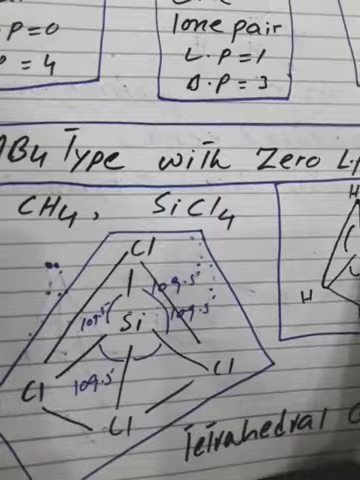 .P=0
P = 4
lone pair
L.P=1
B.P=3
AB4 Type with Zero L.P
CH4, SiCl4
Cl
109.5°
109.5°
109.5°
Si
109.5°
Cl
Cl
Cl
H
H
Tetrahedral